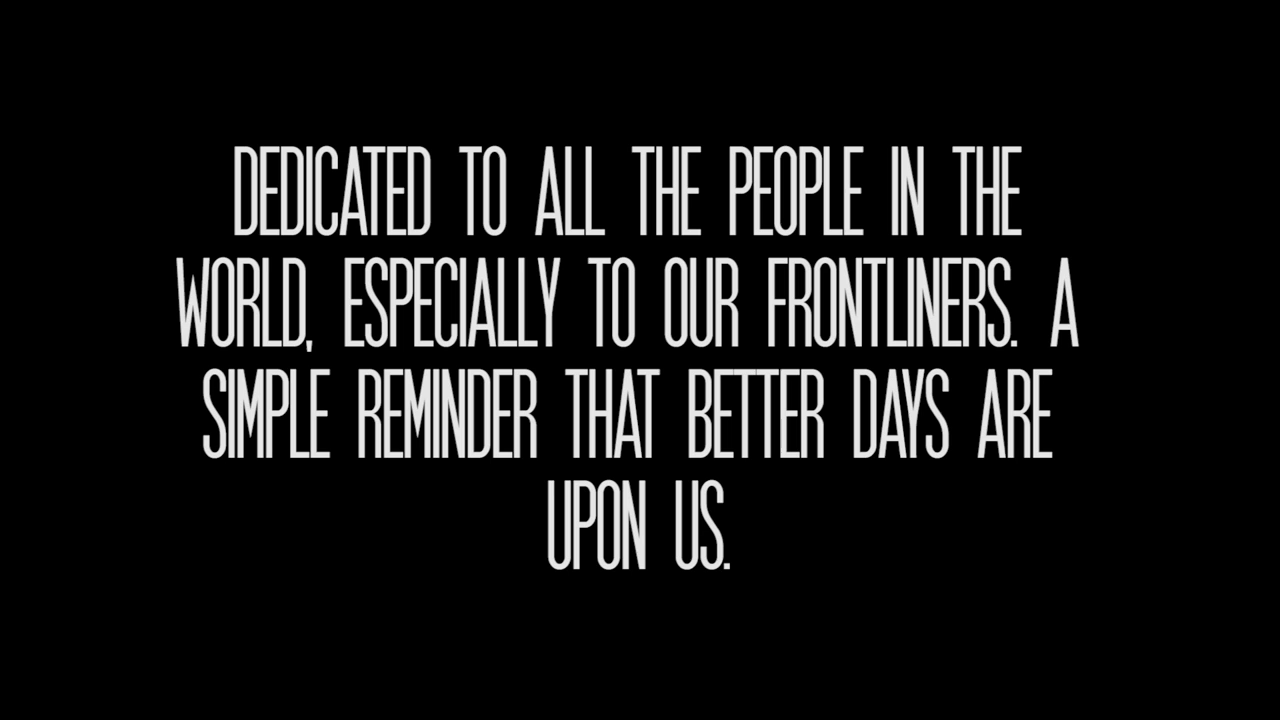 DEDICATED TO ALL THE PEOPLE IN THE
WORLD, ESPECIALLY TO OUR FRONTLINERS. A
SIMPLE REMINDER THAT BETTER DAYS ARE
UPON US.